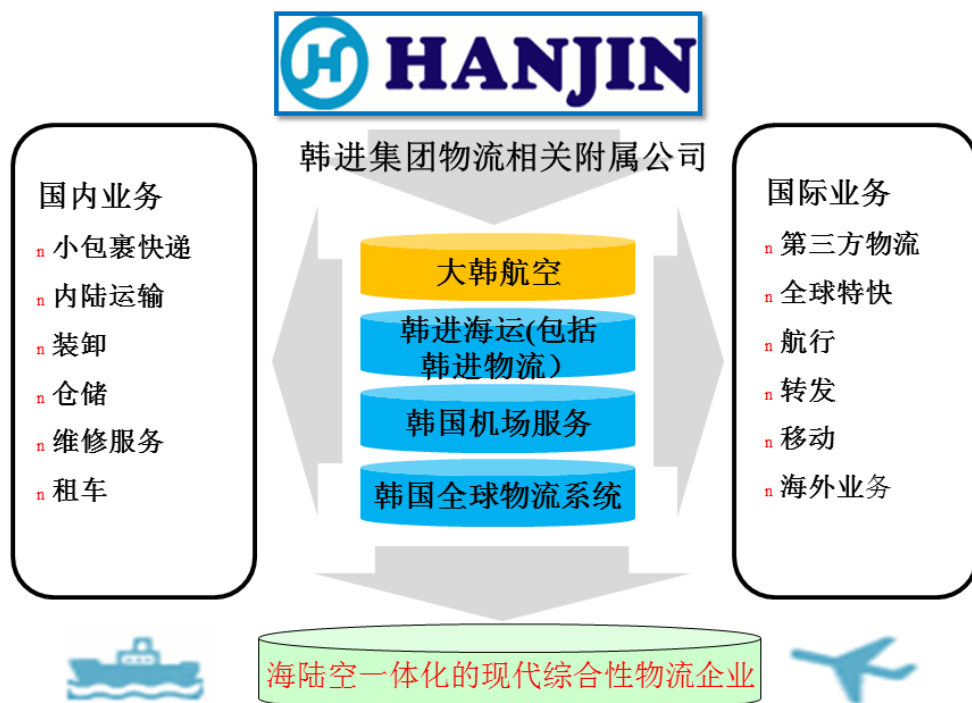 HANJIN
韩进集团物流相关附属公司
国内业务
n 小包裹快递
n 内陆运输
n 装卸
n 仓储
n 维修服务
n 租车
大韩航空
韩进海运(包括
韩进物流）
韩国机场服务
韩国全球物流系统
国际业务
n 第三方物流
n 全球特快
n 航行
n 转发
n 移动
n 海外业务
海陆空一体化的现代综合性物流企业